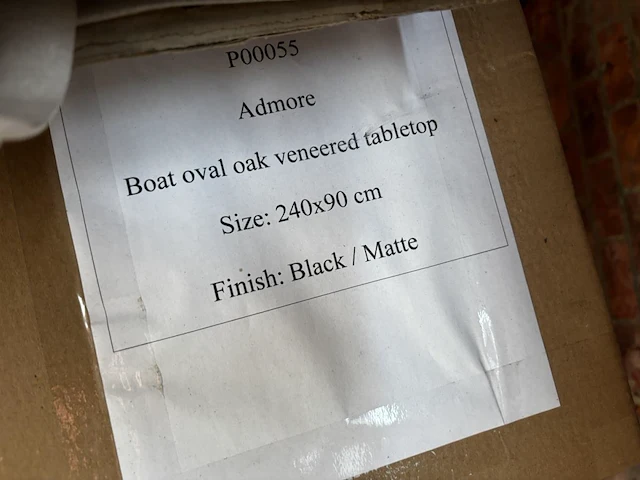 P00055
Admore
Boat oval oak veneered tabletop
Size: 240x90 cm
Finish: Black / Matte